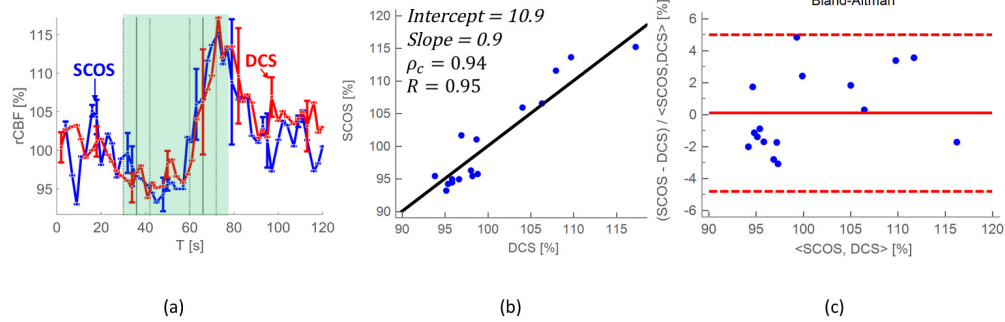 SCOS
DCS
rCBF [%]
115
110
105
100
95
0 20 40 60 80 100 120
T [s]
(a)
b)
Intercept = 10.9
Slope = 0.9
ρc = 0.94
R = 0.95
SCOS [%]
95
110
105
100
95
90
90 95 100 105 110 115
DCS [%]
(b)
c)
Bland-Altman
(SCOS - DCS) / <SCOS,DCS> [%]
6
4
2
0
-2
-4
-6
90 95 100 105 110 115 120
<SCOS, DCS> [%]
(c)